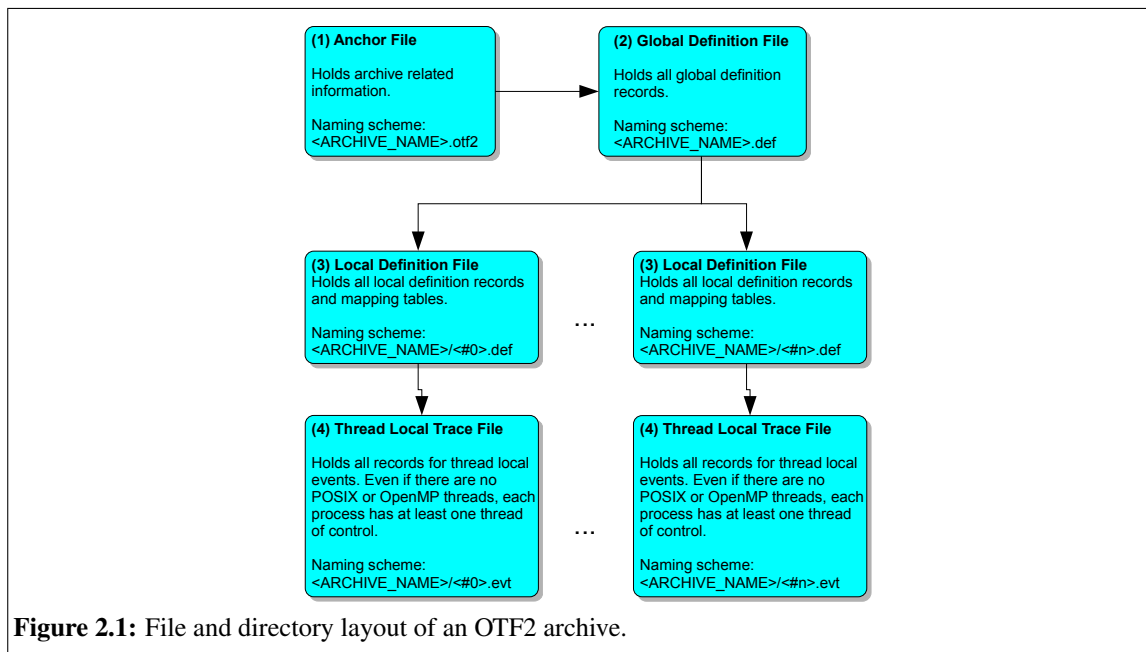 (1) Anchor File
Holds archive related
information.
Naming scheme:
<ARCHIVE_NAME>.otf2
(2) Global Definition File
Holds all global definition
records.
Naming scheme:
<ARCHIVE_NAME>.def
(3) Local Definition File
Holds all local definition records
and mapping tables.
Naming scheme:
<ARCHIVE_NAME>/<#0>.def
...
(3) Local Definition File
Holds all local definition records
and mapping tables.
Naming scheme:
<ARCHIVE_NAME>/<#n>.def
(4) Thread Local Trace File
Holds all records for thread local
events. Even if there are no
POSIX or OpenMP threads, each
process has at least one thread
of control.
Naming scheme:
<ARCHIVE_NAME>/<#0>.evt
...
(4) Thread Local Trace File
Holds all records for thread local
events. Even if there are no
POSIX or OpenMP threads, each
process has at least one thread
of control.
Naming scheme:
<ARCHIVE_NAME>/<#n>.evt
Figure 2.1: File and directory layout of an OTF2 archive.